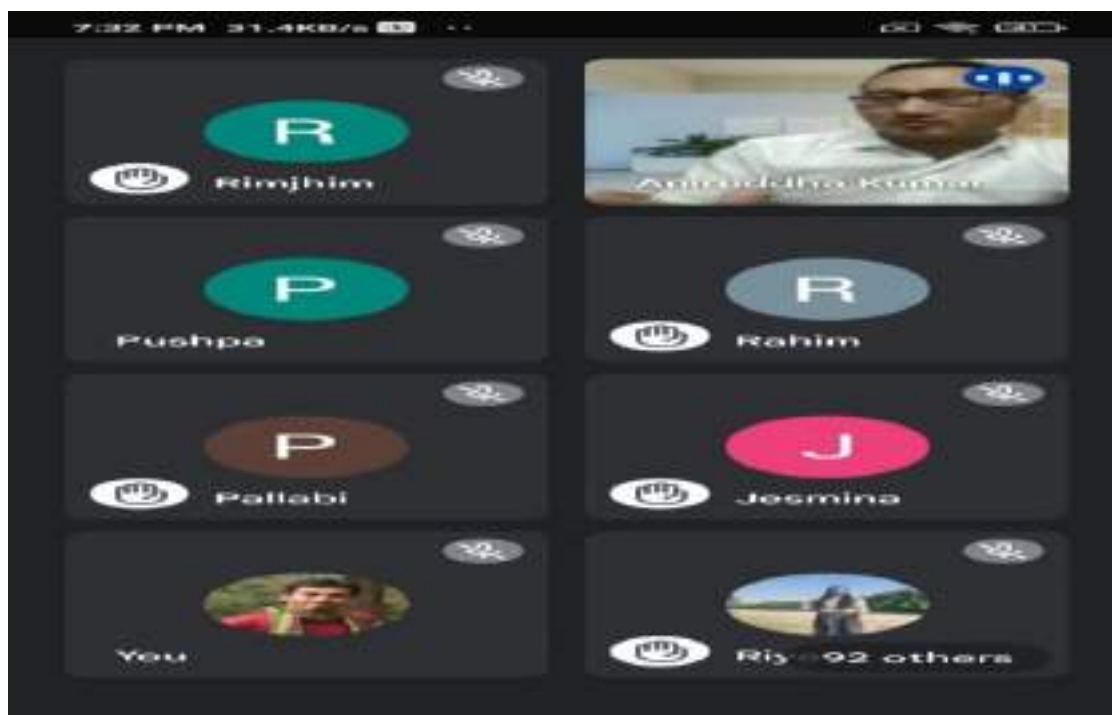 7:32 PM 31.4KB/s
R
Rimjhim
Aniruddha Kumar
P
Pushpa
R
Rahim
P
Pallabi
J
Jesmina
You
92 others